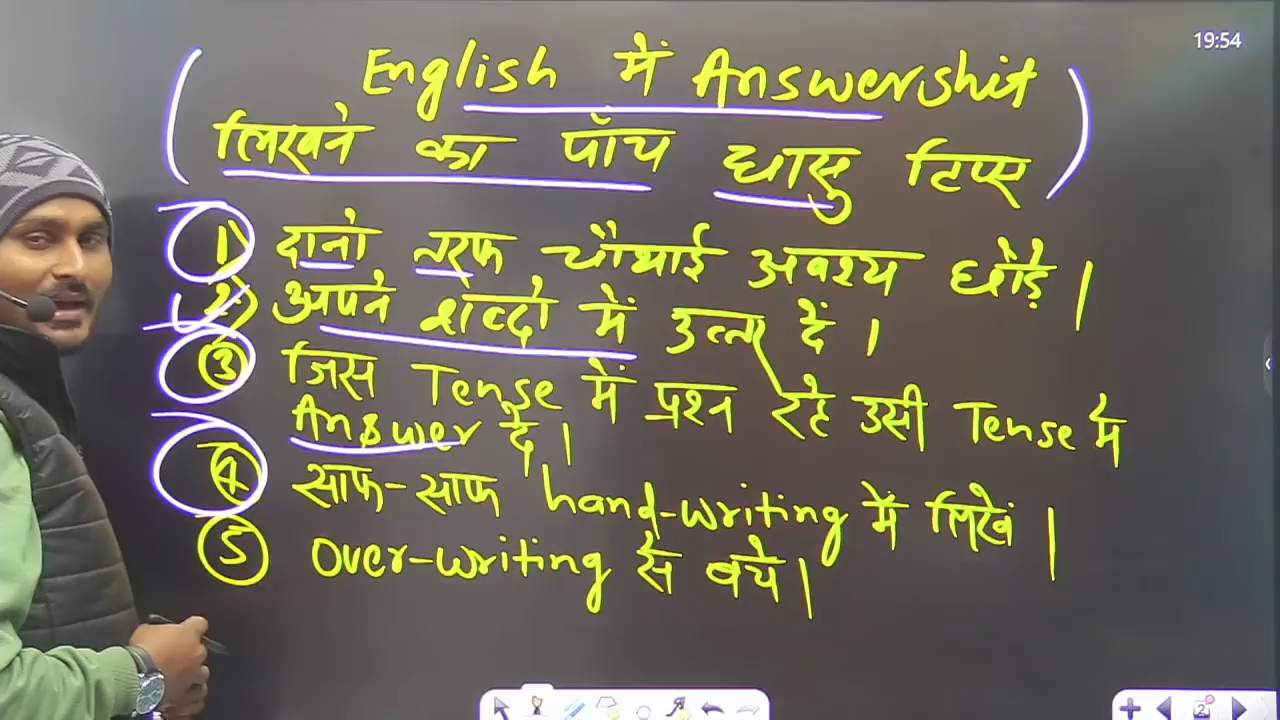 19:54
English में Answershit
लिखने का पाँच धासु टिप्स
1) दानो तरफ चौथाई अवश्य छोड़े।
2) अपने शब्दो में उत्तर दें।
3 जिस Tense में प्रश्न रहे उसी Tense में
Answer दे।
4 साफ-साफ hand-writing में लिखें।
5 Over-writing से बचे।
2